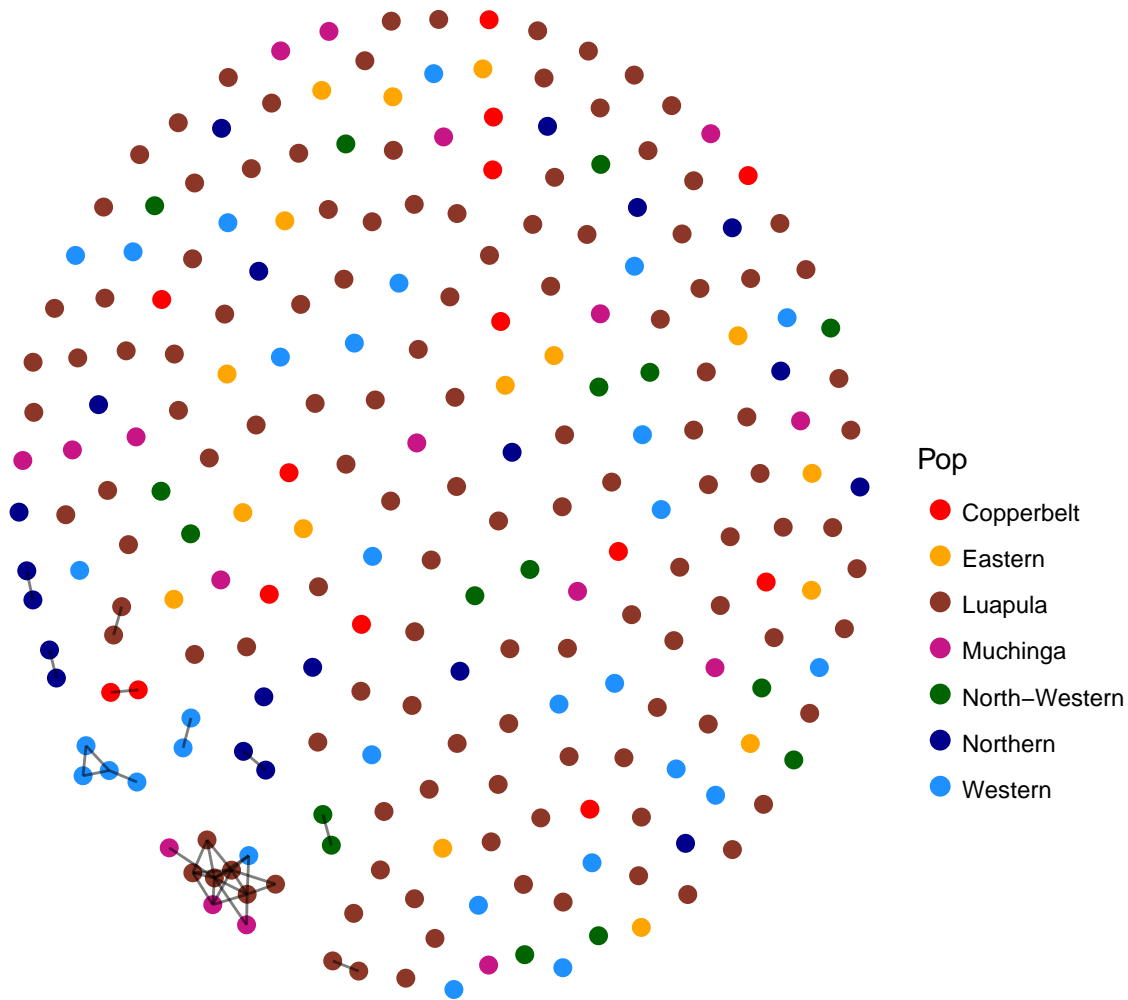 Pop
Copperbelt
Eastern
Luapula
Muchinga
North−Western
Northern
Western